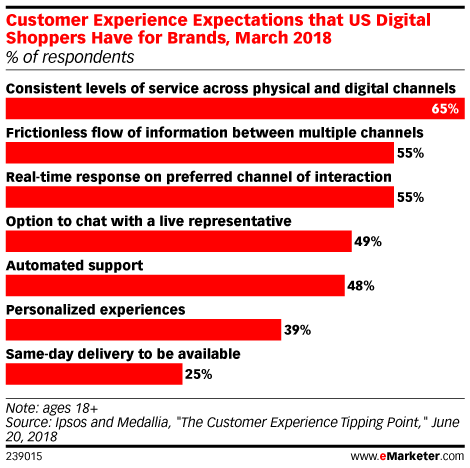 Customer Experience Expectations that US Digital
Shoppers Have for Brands, March 2018
% of respondents
Consistent levels of service across physical and digital channels
65%
Frictionless flow of information between multiple channels
55%
Real-time response on preferred channel of interaction
55%
Option to chat with a live representative
49%
Automated support
48%
Personalized experiences
39%
Same-day delivery to be available
25%
Note: ages 18+
Source: Ipsos and Medallia, "The Customer Experience Tipping Point," June
20, 2018
239015 www.eMarketer.com